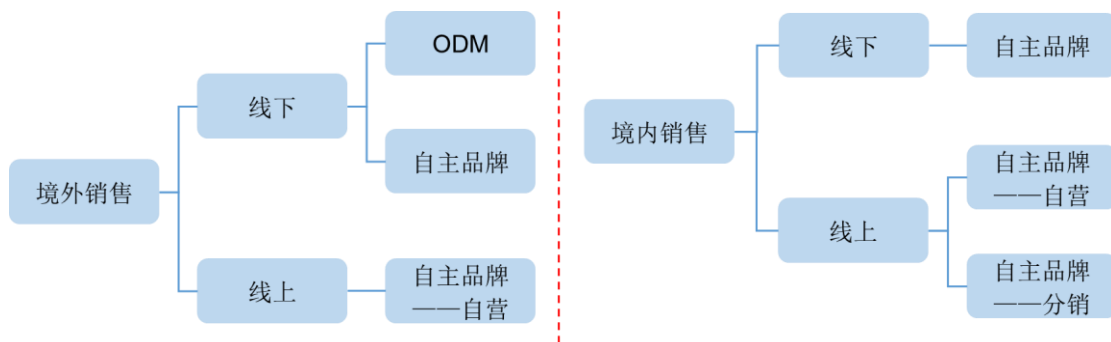 境外销售
线下
ODM
自主品牌
线上
自主品牌
——自营
境内销售
线下
自主品牌
线上
自主品牌
——自营
自主品牌
——分销